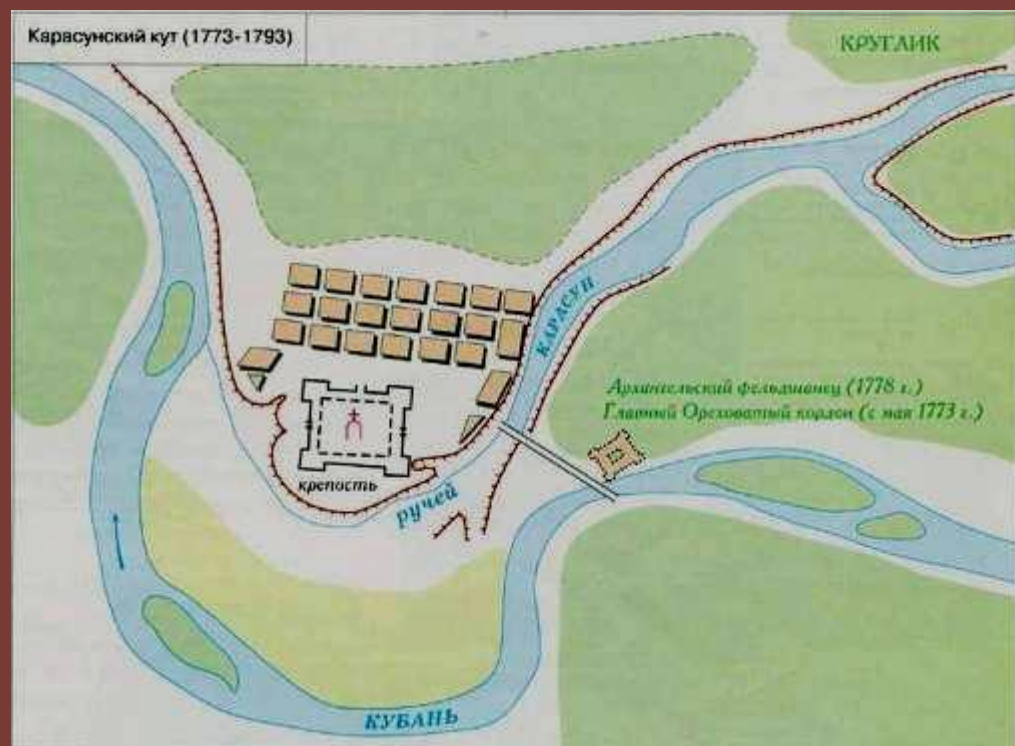 Карасунский кут (1773-1793)
КРУГЛИК
КАРАСУН
Архангельский фельдшанец (1778 г.)
Главный Ореховатый кордон (с мая 1773 г.)
крепость
ручей
КУБАНЬ